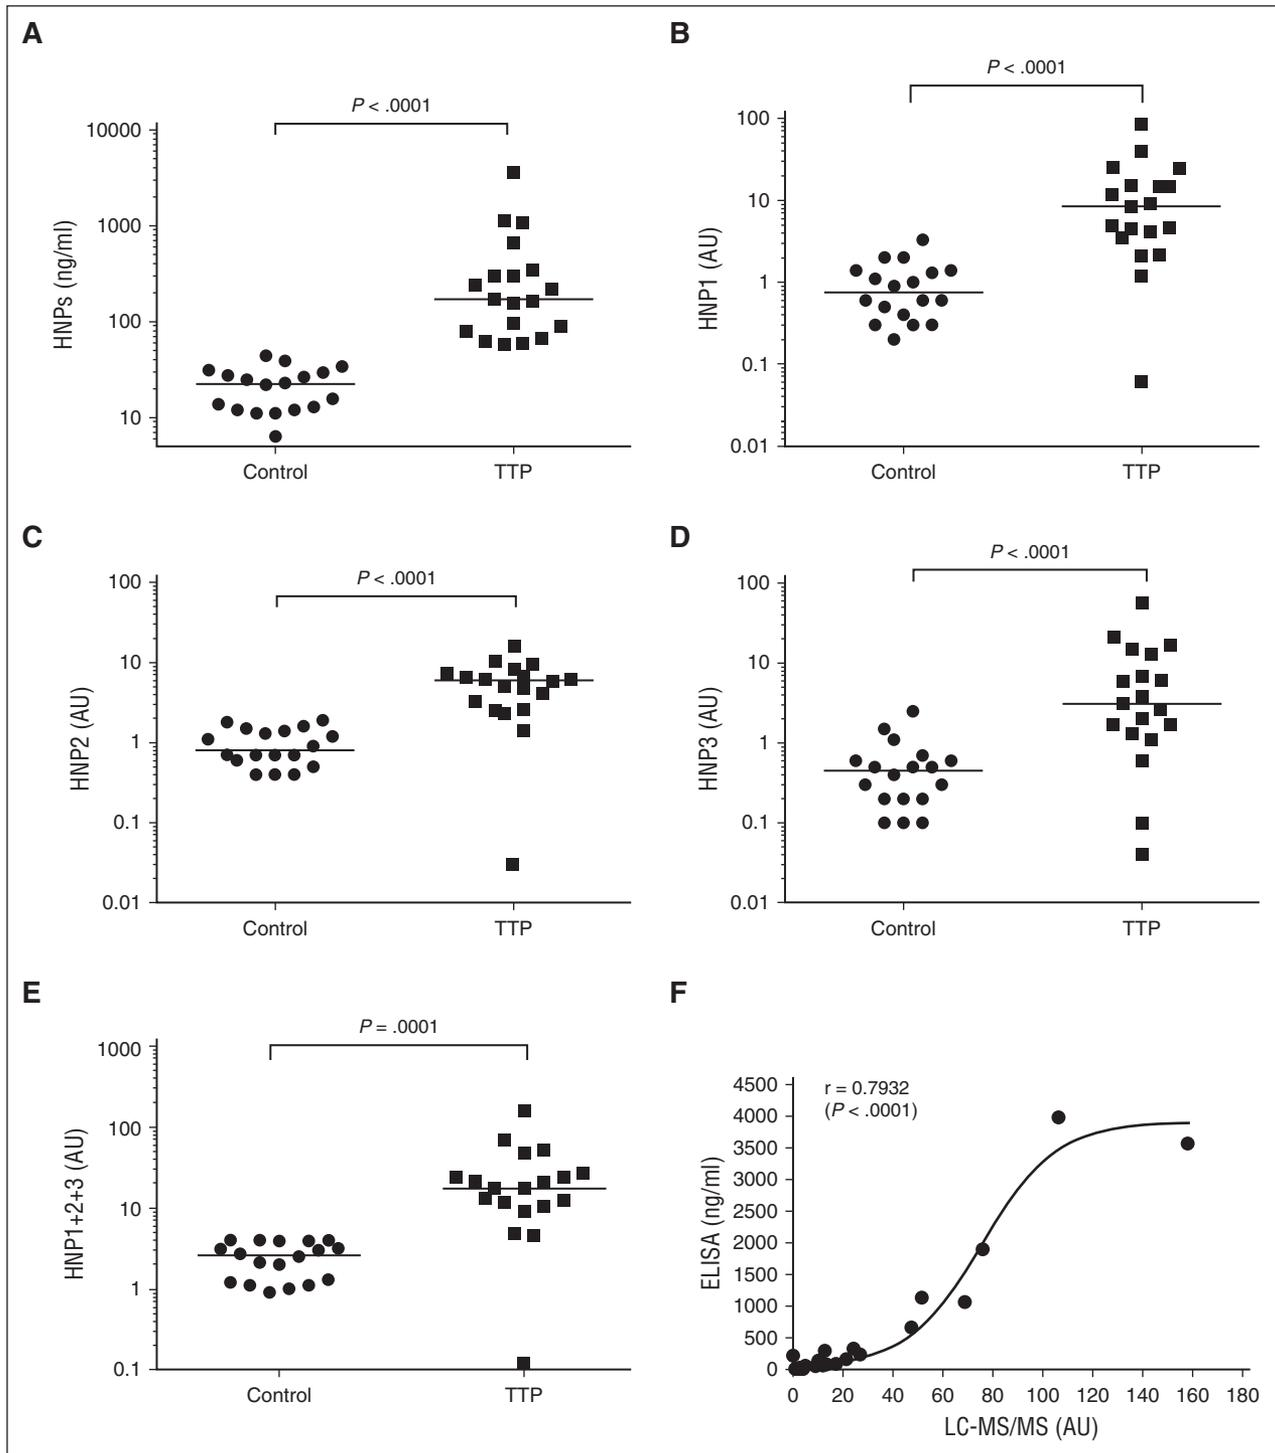 A
P < .0001
HNPs (ng/ml)
10000
1000
100
10
Control
TTP
B
P < .0001
HNP1 (AU)
100
10
1
0.1
0.01
Control
TTP
C
P < .0001
HNP2 (AU)
100
10
1
0.1
0.01
Control
TTP
D
P < .0001
HNP3 (AU)
100
10
1
0.1
0.01
Control
TTP
E
P = .0001
HNP1+2+3 (AU)
1000
100
10
1
0.1
Control
TTP
F
r = 0.7932
(P < .0001)
ELISA (ng/ml)
4500
4000
3500
3000
2500
2000
1500
1000
500
0
0 20 40 60 80 100 120 140 160 180
LC-MS/MS (AU)